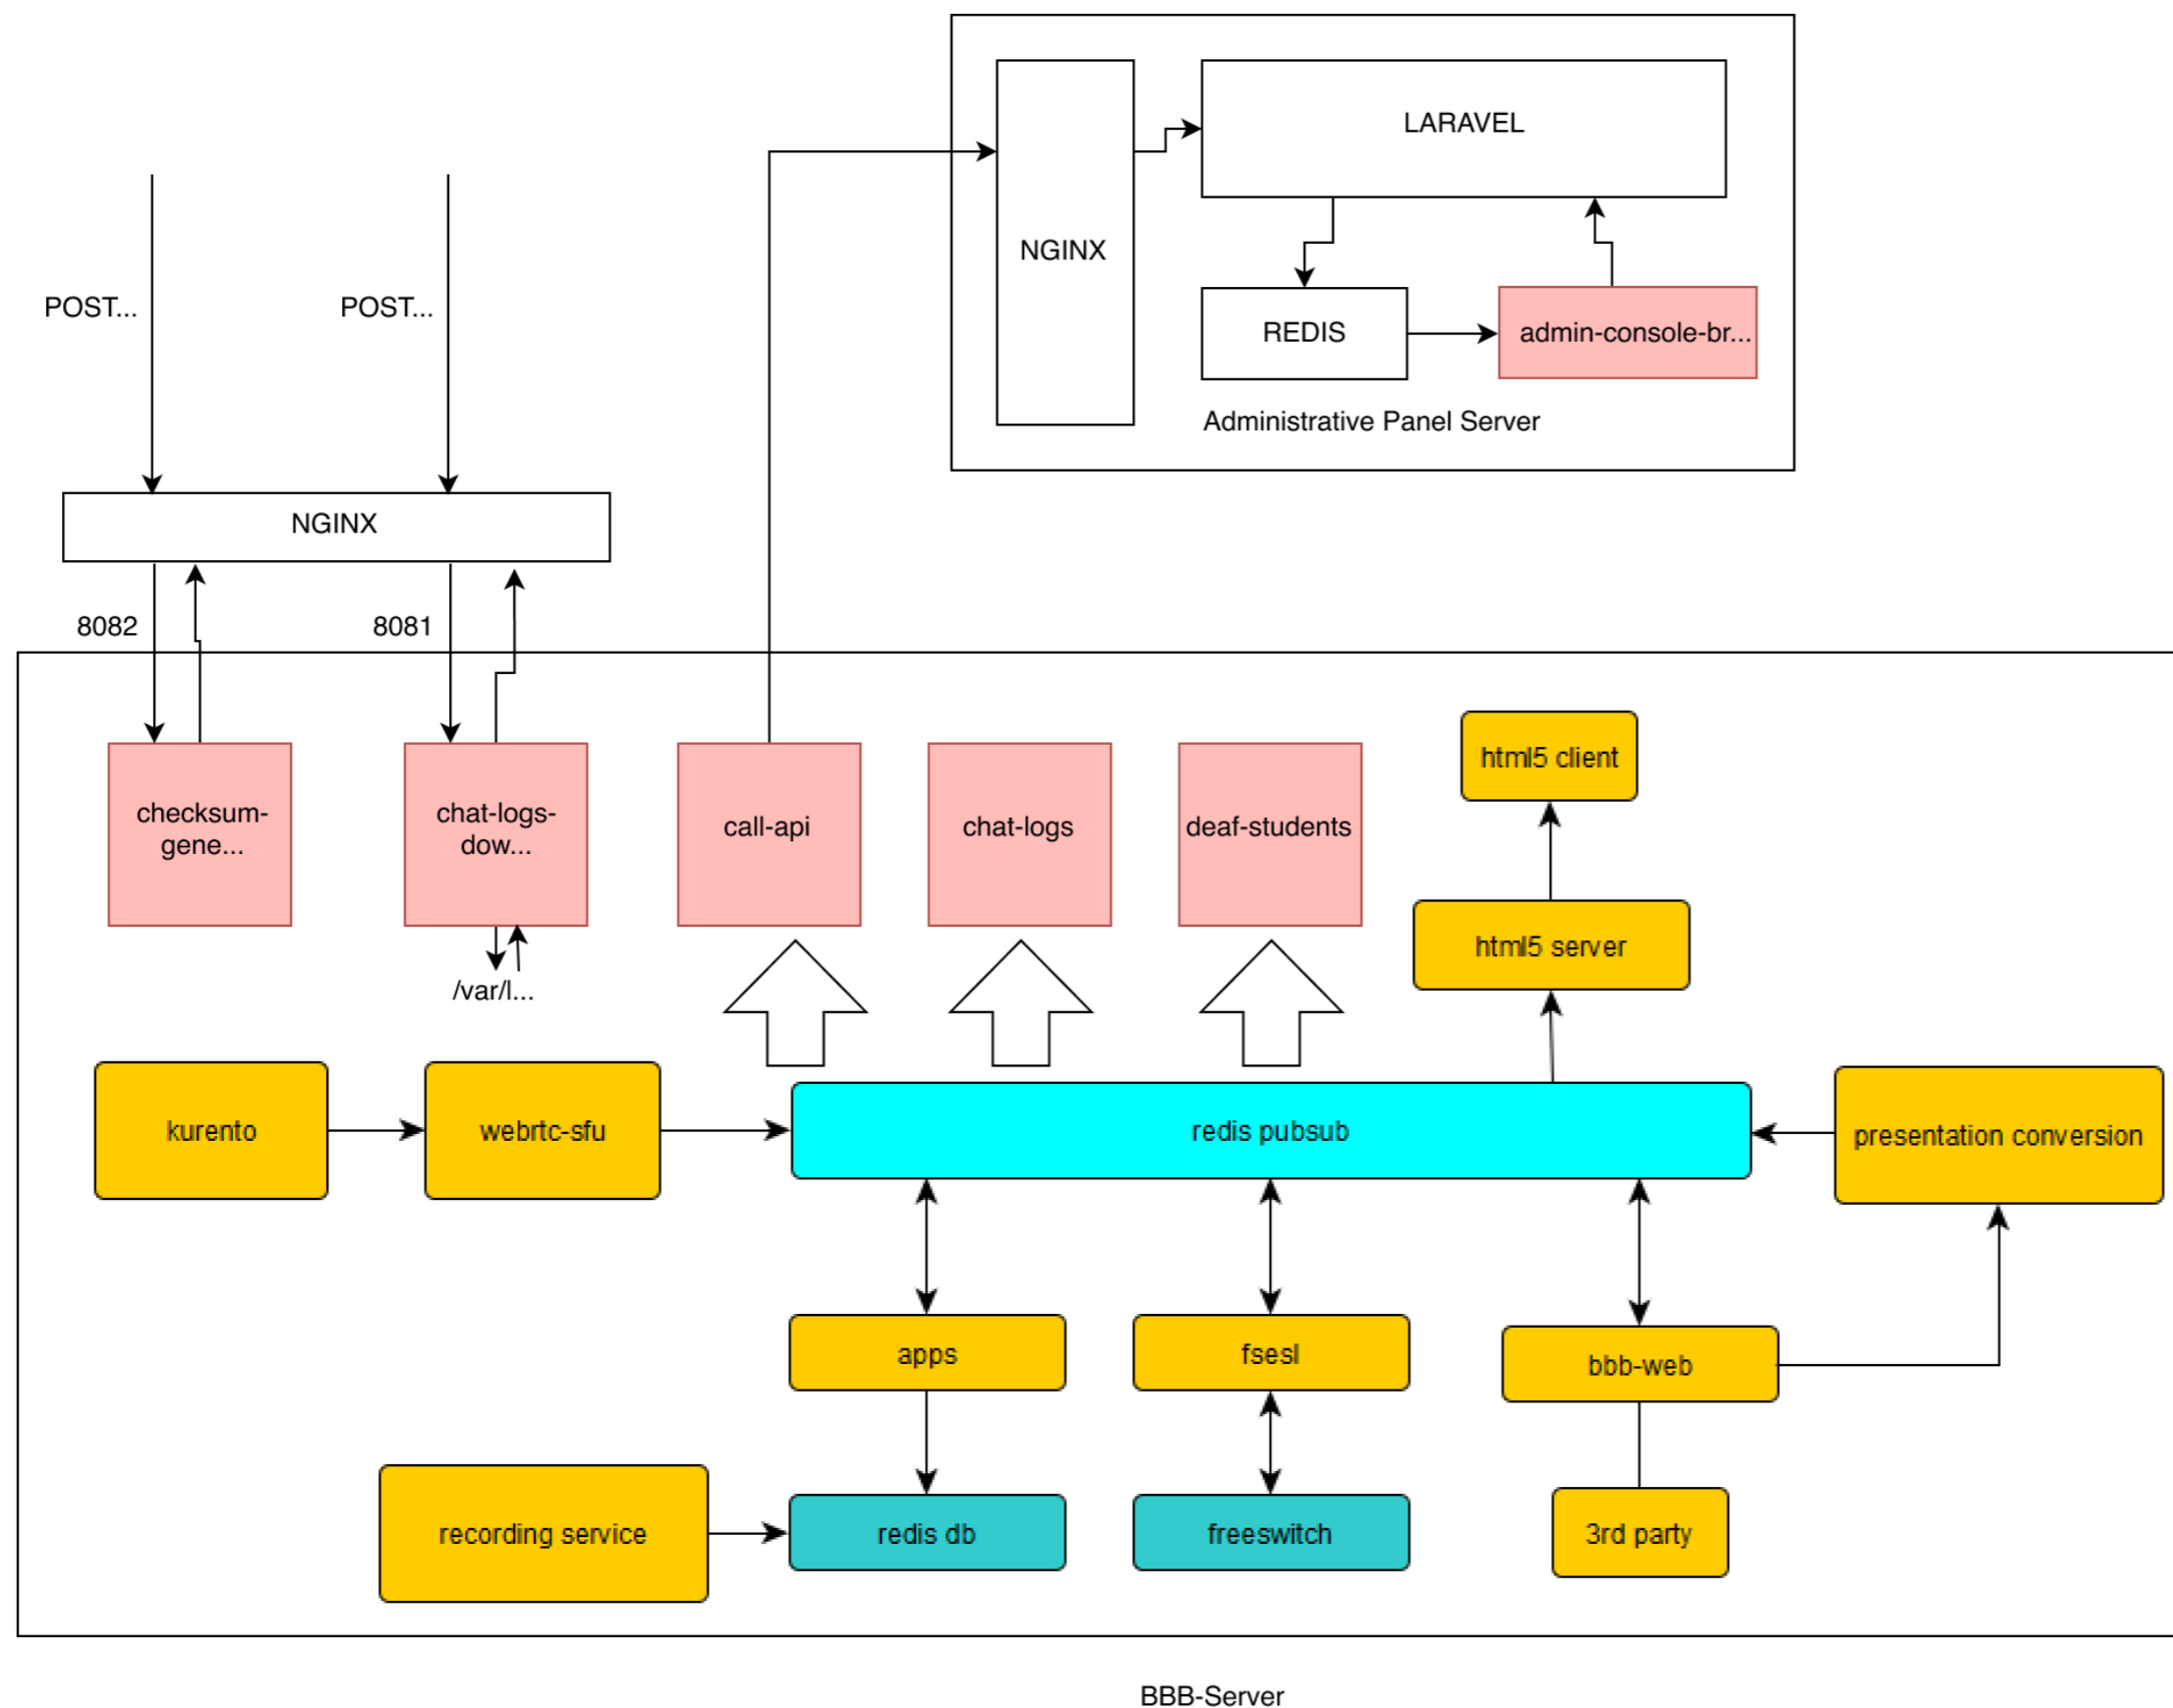 LARAVEL
NGINX
POST...
POST...
REDIS
admin-console-br...
Administrative Panel Server
NGINX
8082
8081
html5 client
checksum-
gene...
chat-logs-
dow...
call-api
chat-logs
deaf-students
html5 server
/var/l...
kurento
webrtc-sfu
redis pubsub
presentation conversion
apps
fsesl
bbb-web
recording service
redis db
freeswitch
3rd party
BBB-Server